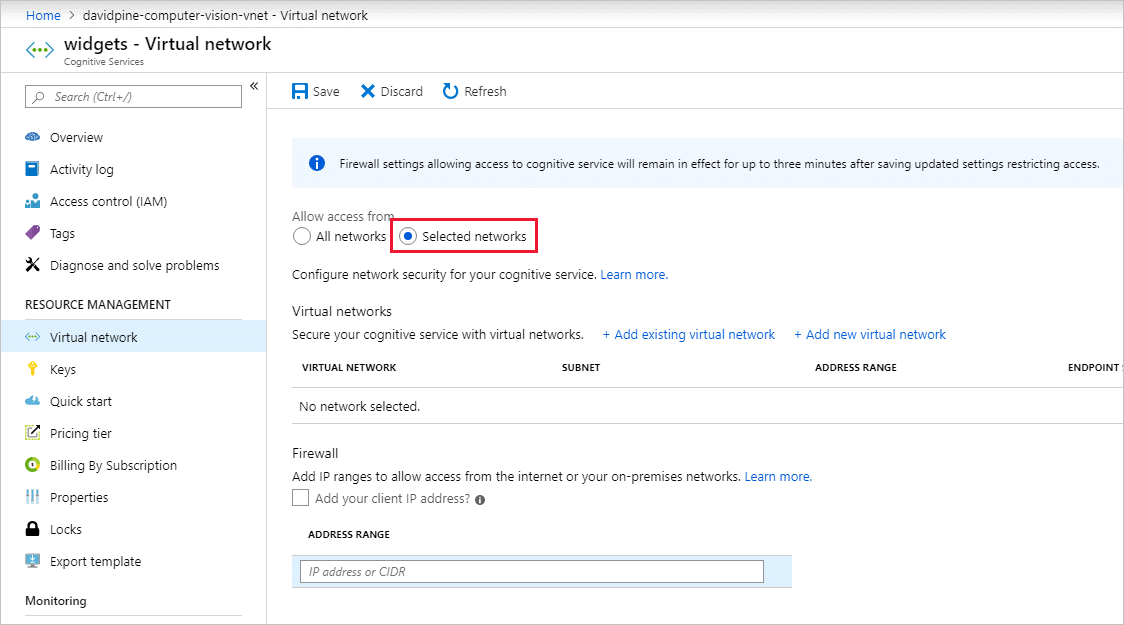 Home > davidpine-computer-vision-vnet - Virtual network
widgets - Virtual network
Cognitive Services
Search (Ctrl+/)
«
Save
Discard
Refresh
Overview
Activity log
Access control (IAM)
Tags
Diagnose and solve problems
RESOURCE MANAGEMENT
Virtual network
Keys
Quick start
Pricing tier
Billing By Subscription
Properties
Locks
Export template
Monitoring
Firewall settings allowing access to cognitive service will remain in effect for up to three minutes after saving updated settings restricting access.
Allow access from
All networks Selected networks
Configure network security for your cognitive service. Learn more.
Virtual networks
Secure your cognitive service with virtual networks. + Add existing virtual network + Add new virtual network
VIRTUAL NETWORK SUBNET ADDRESS RANGE ENDPOINT
No network selected.
Firewall
Add IP ranges to allow access from the internet or your on-premises networks. Learn more.
Add your client IP address?
ADDRESS RANGE
IP address or CIDR